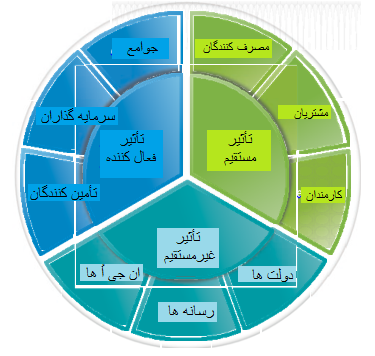 جوامع
مصرف کنندگان
سرمایه گذاران
مشتریان
تأثیر
فعال کننده
تأثیر
مستقیم
تأمین کنندگان
کارمندان
تأثیر
غیرمستقیم
ان جی اُ ها
دولت ها
رسانه ها